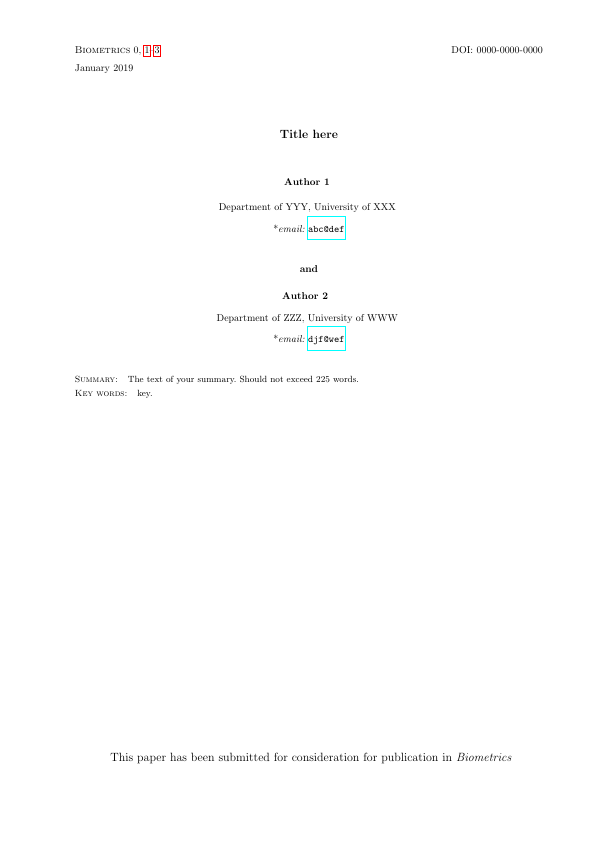 Biometrics 0, 1–3
DOI: 0000-0000-0000
January 2019
Title here
Author 1
Department of YYY, University of XXX
*email: abc@def
and
Author 2
Department of ZZZ, University of WWW
*email: djf@wef
Summary: The text of your summary. Should not exceed 225 words.
Key words: key.
This paper has been submitted for consideration for publication in Biometrics